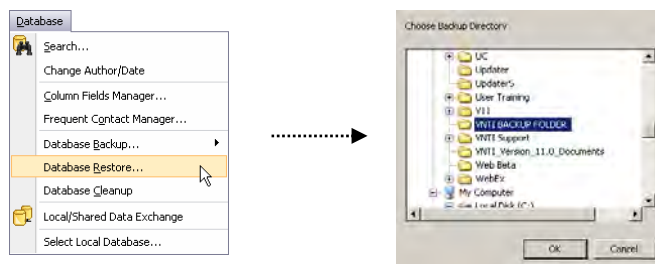 Database
Search...
Change Author/Date
Column Fields Manager...
Frequent Contact Manager...
Database Backup...
Database Restore...
Database Cleanup
Local/Shared Data Exchange
Select Local Database...
Choose Backup Directory
UC
Updater
Updater5
User Training
V11
VNTI BACKUP FOLDER
VNTI Support
VNTI_Version_11.0_Documents
Web Beta
WebEx
My Computer
Local Disk (C:)
OK Cancel